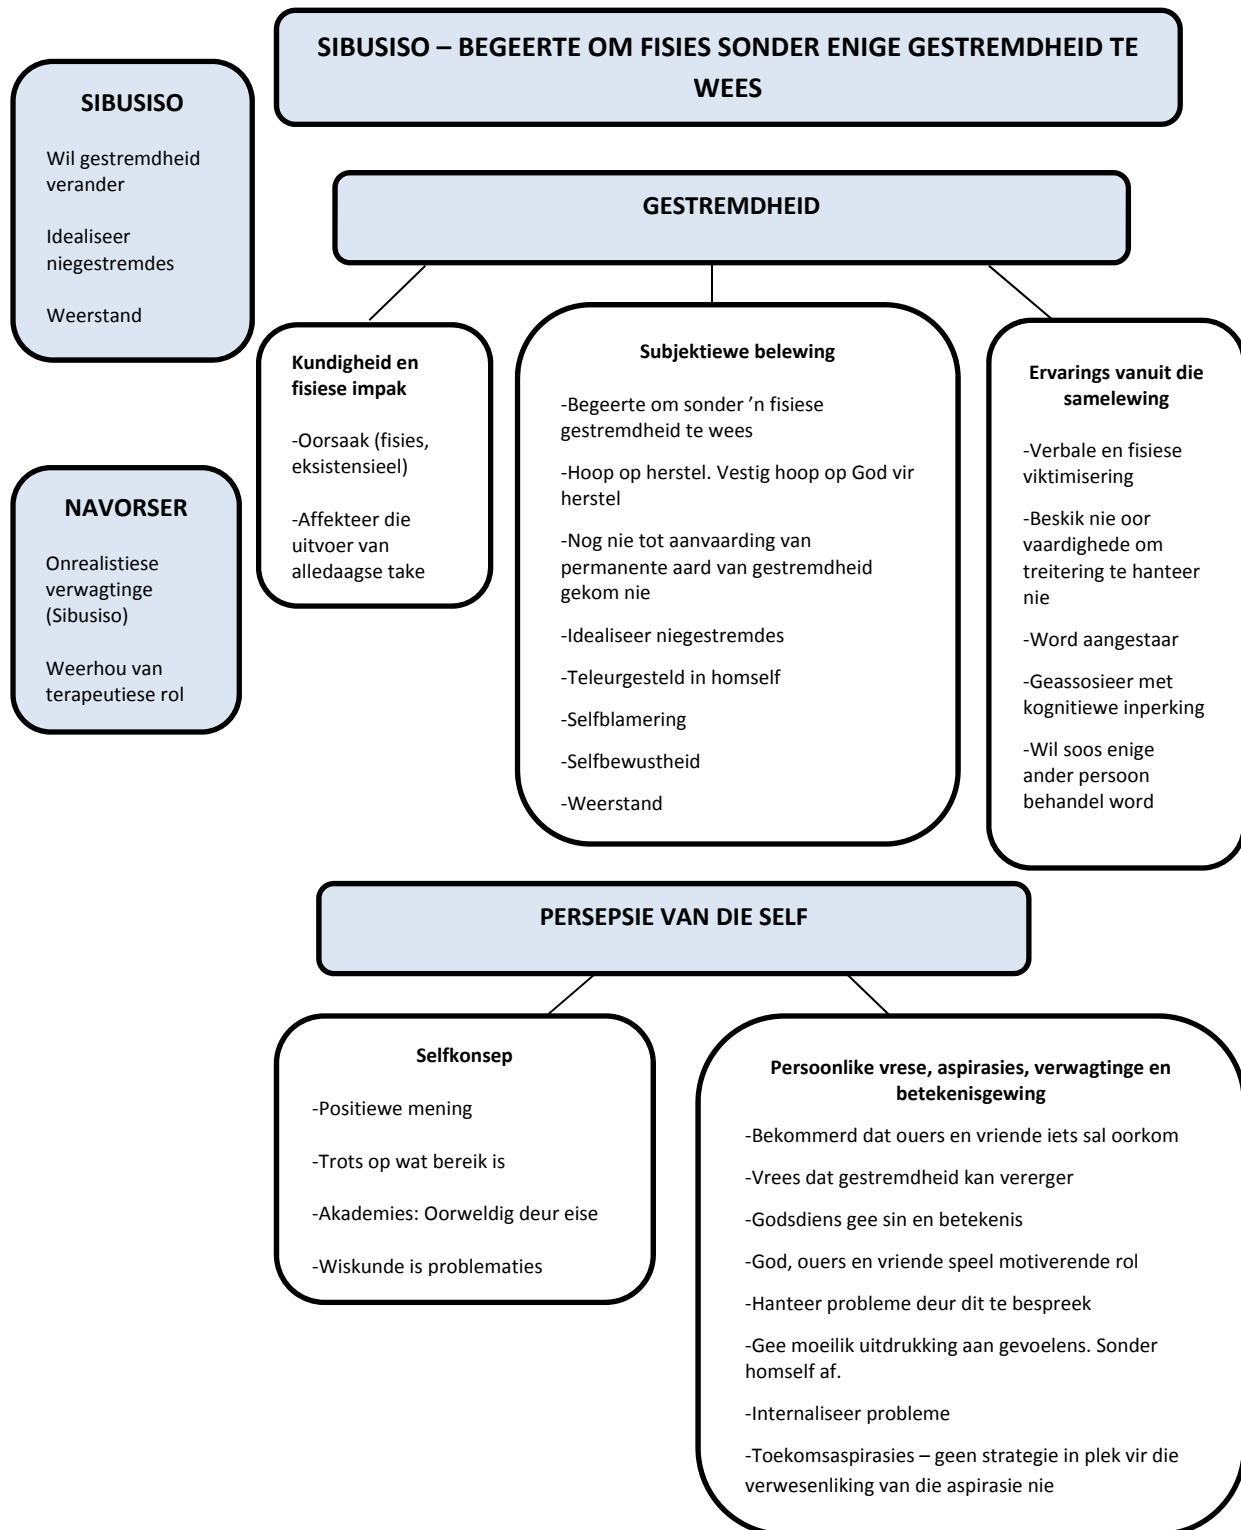 SIBUSISO – BEGEERTE OM FISIES SONDER ENIGE GESTREMDHEID TE
WEES
SIBUSISO
Wil gestremdheid
verander
Idealiseer
niegestremdes
Weerstand
NAVORSER
Onrealistiese
verwagtinge
(Sibusiso)
Weerhou van
terapeutiese rol
GESTREMDHEID
Kundigheid en
fisiese impak
-Oorsaak (fisies,
eksistensieel)
-Affekteer die
uitvoer van
alledaagse take
Subjektiewe belewing
-Begeerte om sonder ’n fisiese
gestremdheid te wees
-Hoop op herstel. Vestig hoop op God vir
herstel
-Nog nie tot aanvaarding van
permanente aard van gestremdheid
gekom nie
-Idealiseer niegestremdes
-Teleurgesteld in homself
-Selfblamering
-Selfbewustheid
-Weerstand
Ervarings vanuit die
samelewing
-Verbale en fisiese
viktimisering
-Beskik nie oor
vaardighede om
treitering te hanteer
nie
-Word aangestaar
-Geassosieer met
kognitiewe inperking
-Wil soos enige
ander persoon
behandel word
PERSEPSIE VAN DIE SELF
Selfkonsep
-Positiewe mening
-Trots op wat bereik is
-Akademies: Oorweldig deur eise
-Wiskunde is problematies
Persoonlike vrese, aspirasies, verwagtinge en
betekenisgewing
-Bekommerd dat ouers en vriende iets sal oorkom
-Vrees dat gestremdheid kan vererger
-Godsdiens gee sin en betekenis
-God, ouers en vriende speel motiverende rol
-Hanteer probleme deur dit te bespreek
-Gee moeilik uitdrukking aan gevoelens. Sonder
homself af.
-Internaliseer probleme
-Toekomsaspirasies – geen strategie in plek vir die
verwesenliking van die aspirasie nie